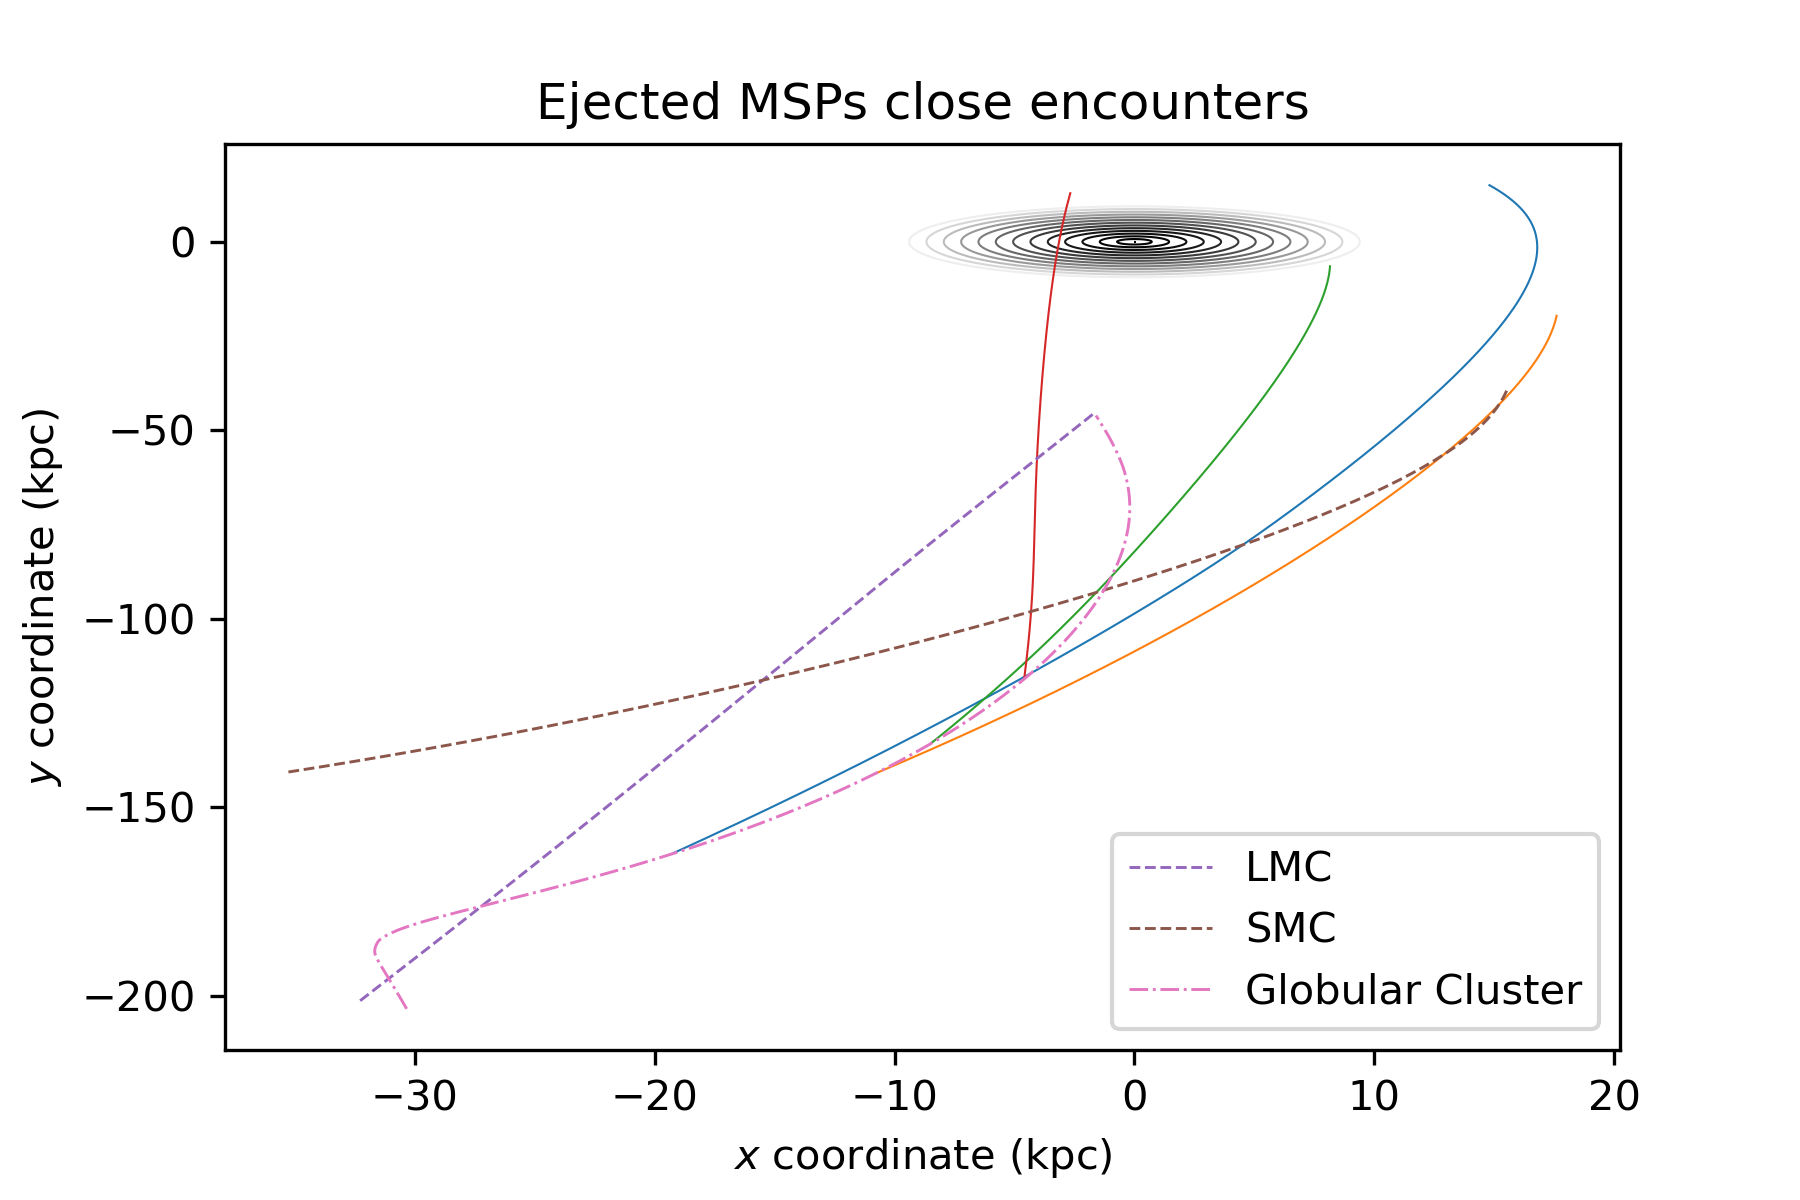 Ejected MSPs close encounters
0
−50
−100
−150
−200
y coordinate (kpc)
LMC
SMC
Globular Cluster
−30
−20
−10
0
10
20
x coordinate (kpc)